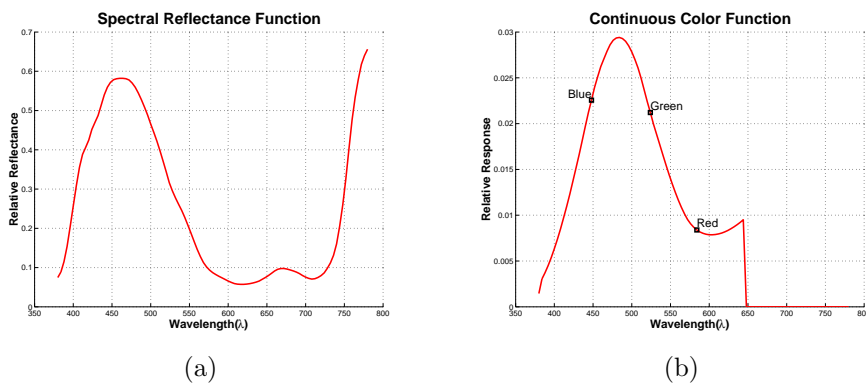 Spectral Reflectance Function
Relative Reflectance
0.7
0.6
0.5
0.4
0.3
0.2
0.1
0
350 400 450 500 550 600 650 700 750 800
Wavelength(λ)
(a)
Continuous Color Function
Relative Response
0.03
0.025
0.02
0.015
0.01
0.005
0
Blue
Green
Red
350 400 450 500 550 600 650 700 750 80
Wavelength(λ)
(b)